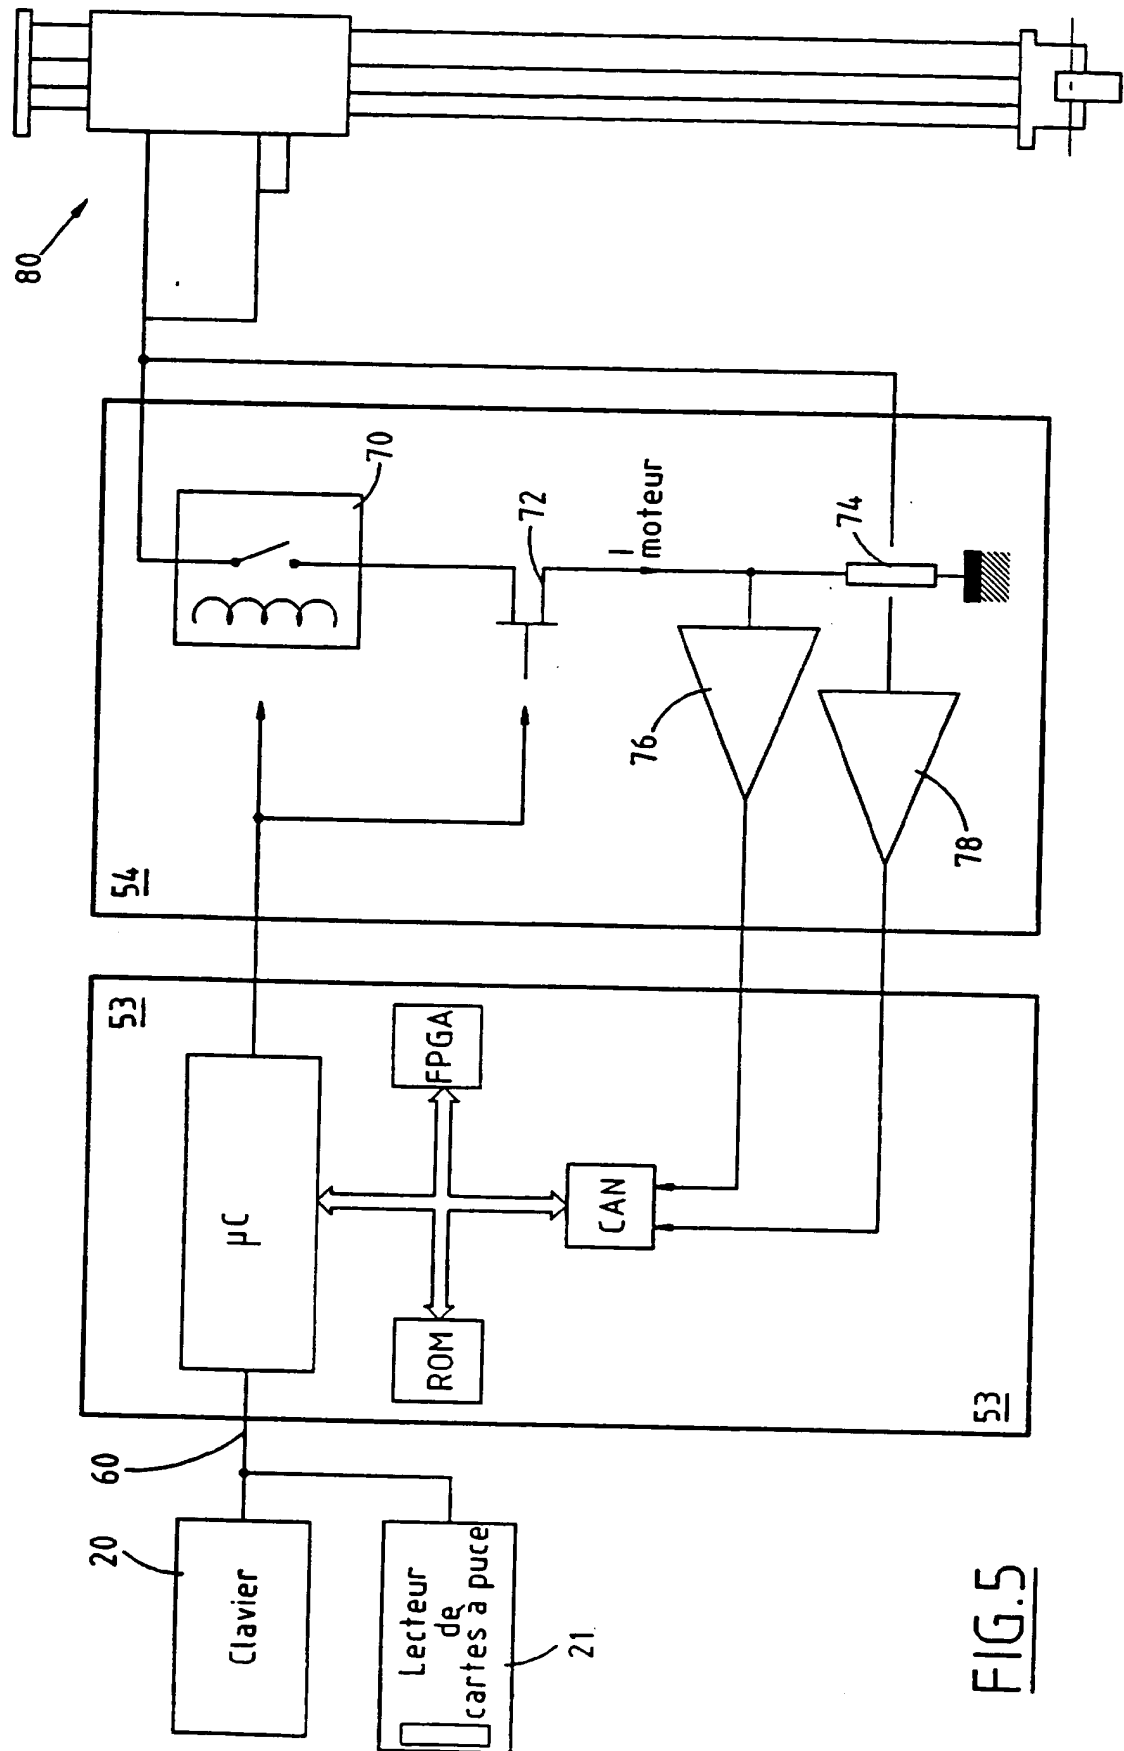 20
Clavier
Lecteur
de
cartes à puce
21
60
53
µC
ROM
FPGA
CAN
53
54
70
72
I
moteur
74
76
78
80
FIG.5